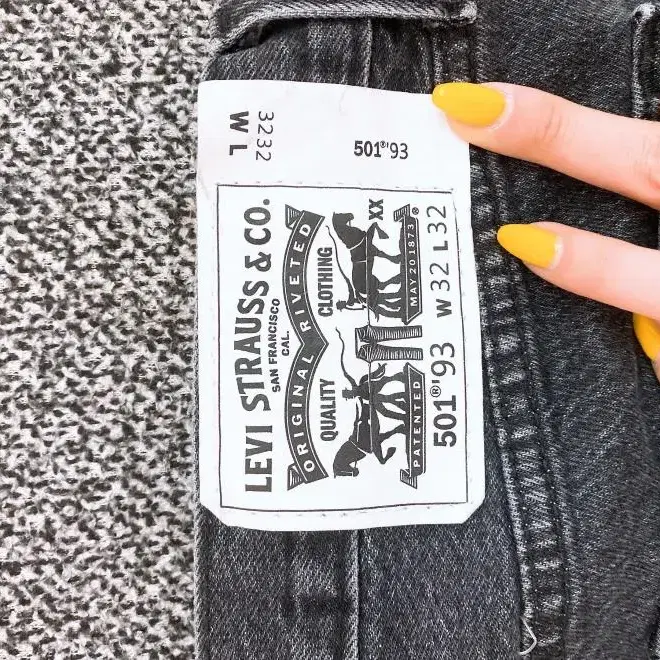 W L
3232
501®'93
LEVI STRAUSS & CO.
SAN FRANCISCO
CAL.
ORIGINAL RIVETED
QUALITY CLOTHING
XX
PATENTED MAY 20 1873
®
501®'93 W 32 L 32